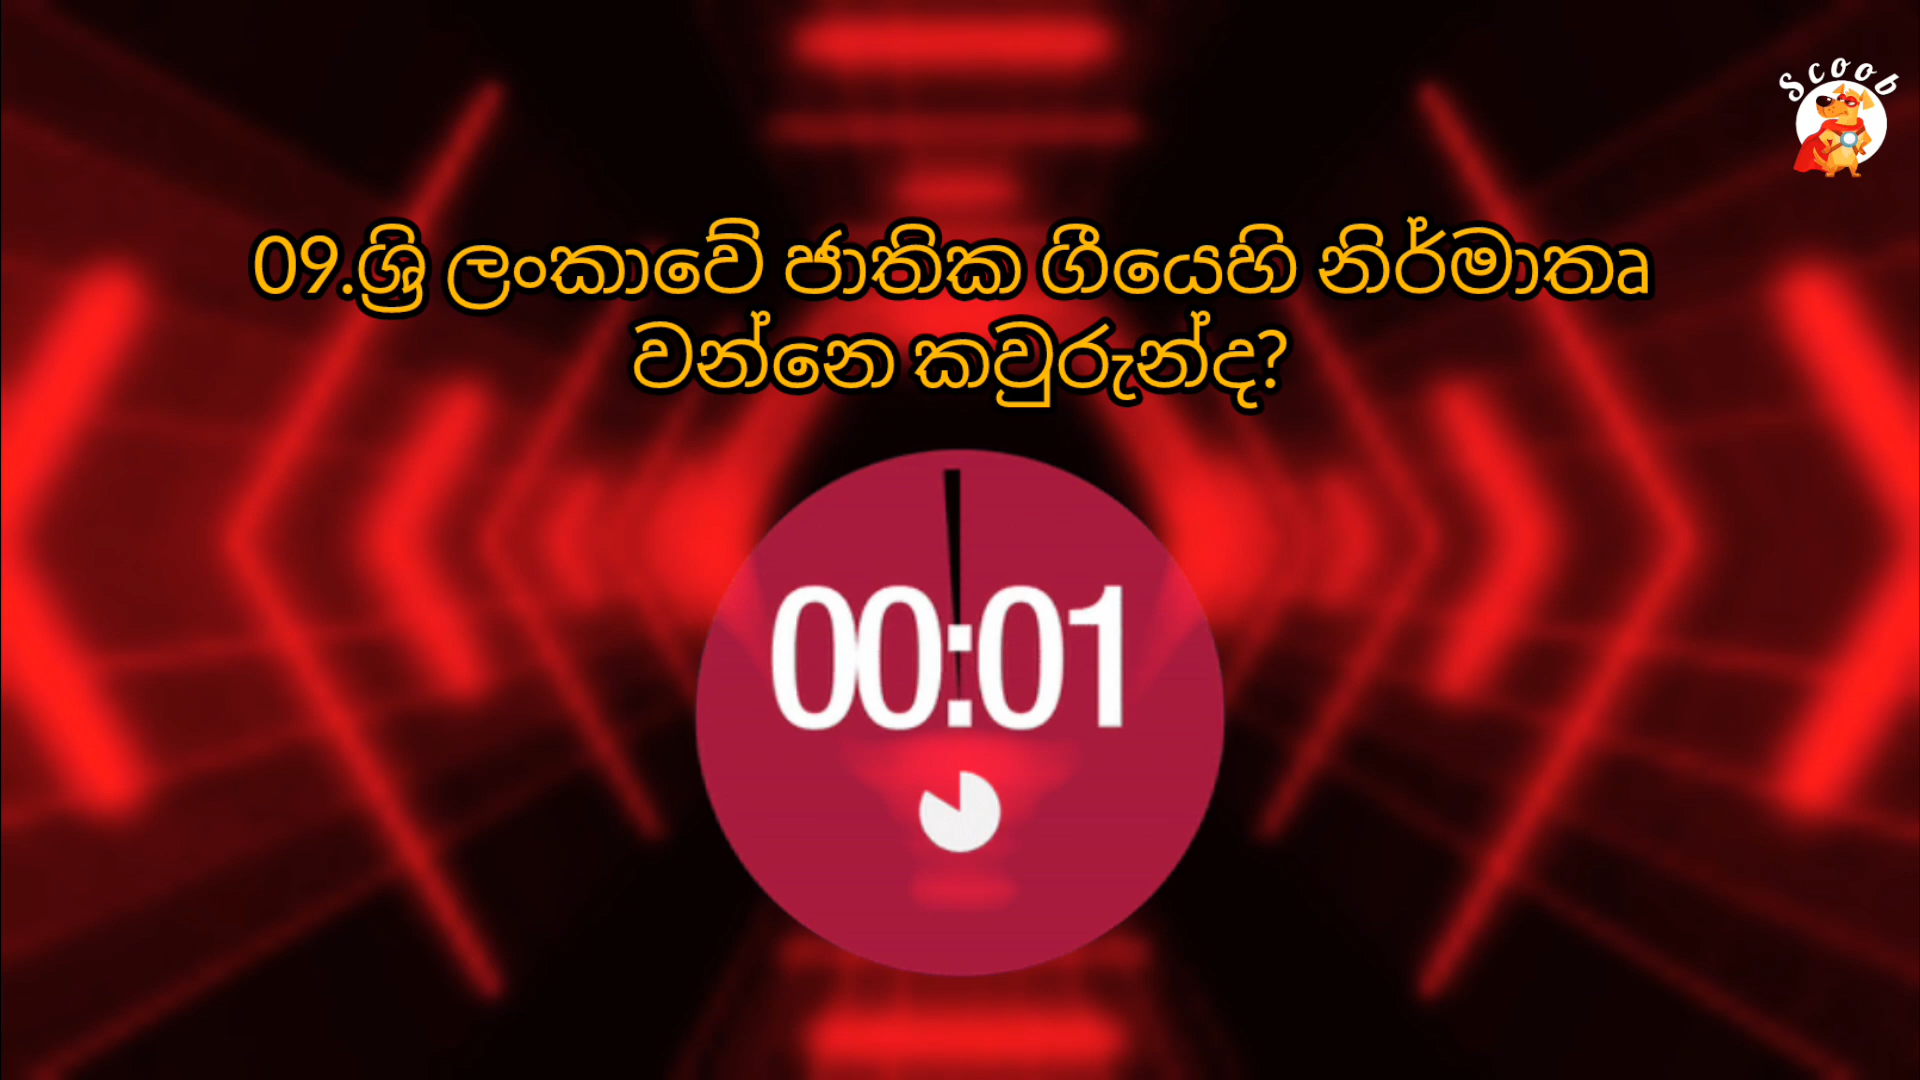 Scoob
09.ශ්‍රි ලංකාවේ ජාතික ගීයෙහි නිර්මාතෘ
වන්නෙ කවුරුන්ද?
00:01